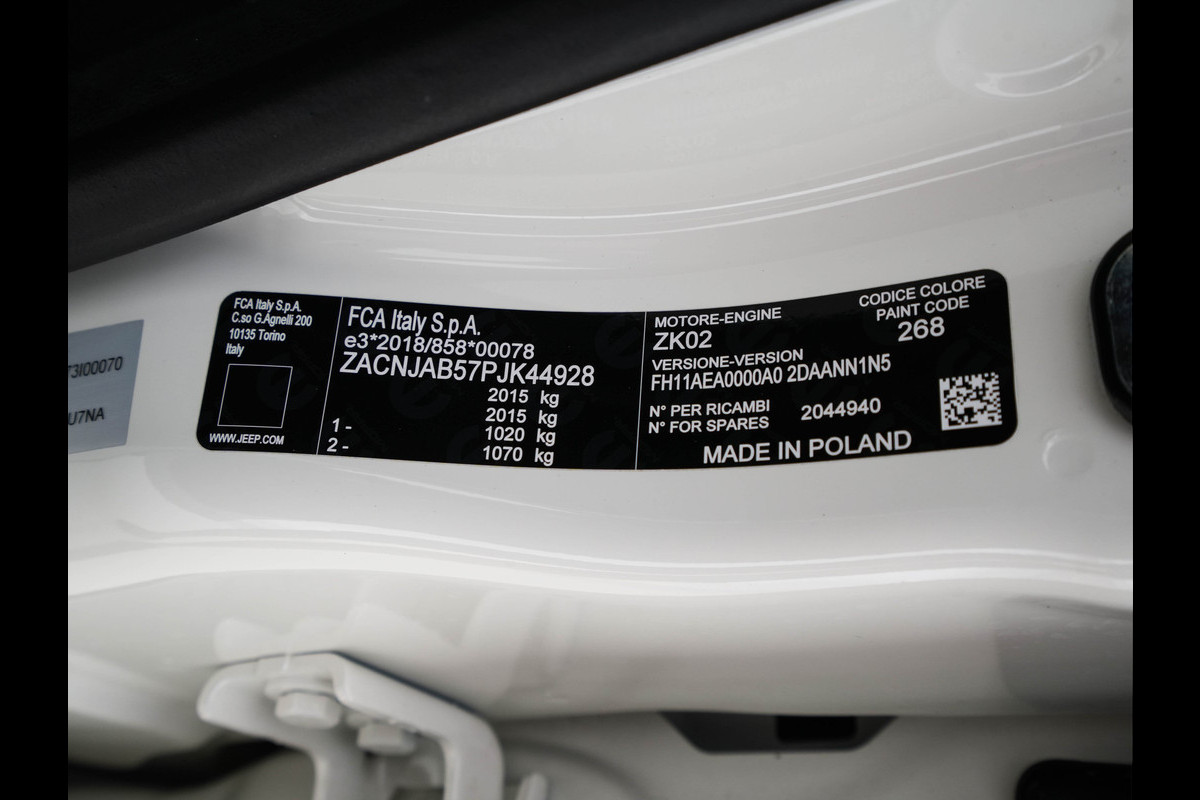 73I00070
U7NA
FCA Italy S.p.A.
C.so G.Agnelli 200
10135 Torino
Italy
WWW.JEEP.COM
FCA Italy S.p.A.
e3*2018/858*00078
ZACNJAB57PJK44928
2015 kg
2015 kg
1 - 1020 kg
2 - 1070 kg
MOTORE-ENGINE
ZK02
VERSIONE-VERSION
FH11AEA0000A0 2DAANN1N5
N° PER RICAMBI
N° FOR SPARES
2044940
MADE IN POLAND
CODICE COLORE
PAINT CODE
268